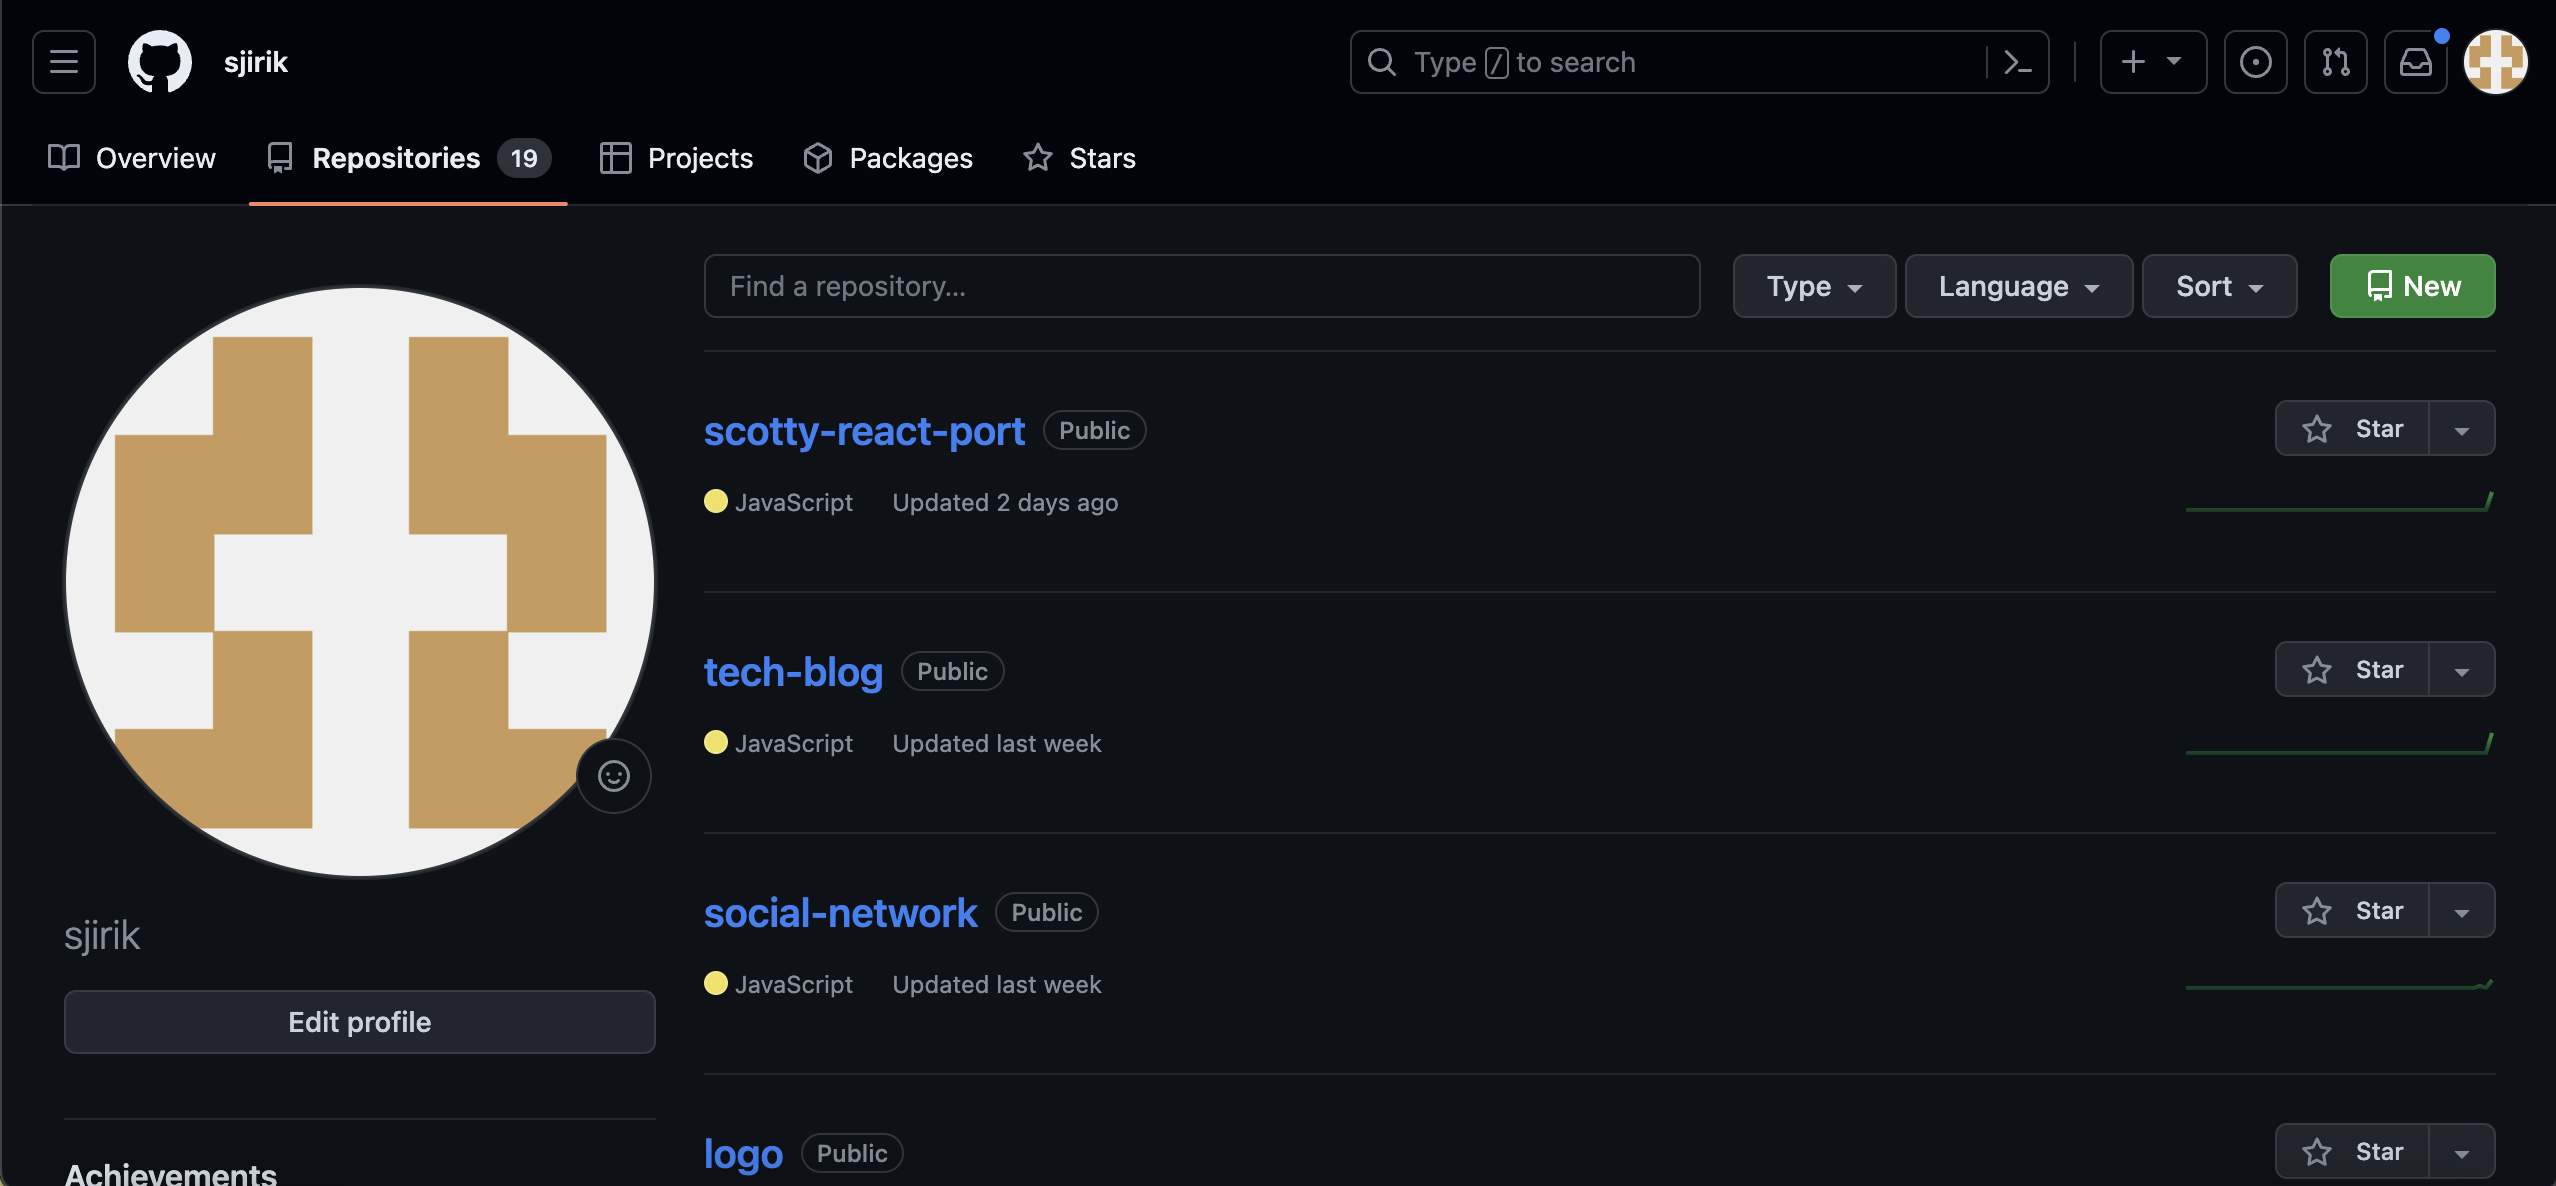 sjirik
Type / to search
Overview
Repositories 19
Projects
Packages
Stars
Find a repository...
Type
Language
Sort
New
scotty-react-port Public
Star
JavaScript Updated 2 days ago
tech-blog Public
Star
JavaScript Updated last week
social-network Public
Star
JavaScript Updated last week
logo Public
Star
sjirik
Edit profile
Achievements